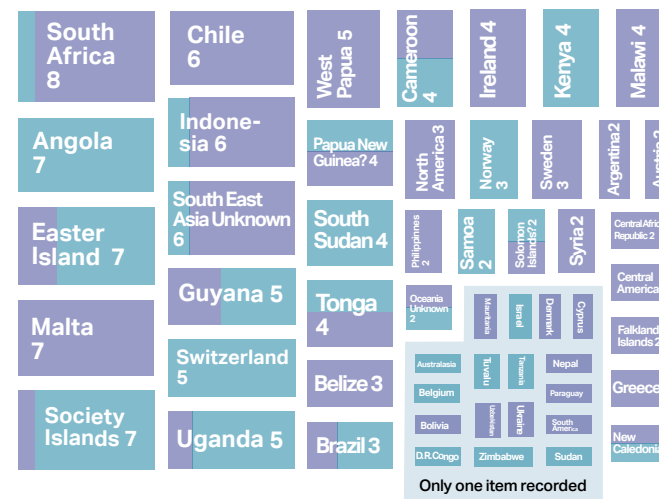 South
Africa
8
Angola
7
Easter
Island 7
Malta
7
Society
Islands 7
Chile
6
Indone-
sia 6
South East
Asia Unknown
6
Guyana 5
Switzerland
5
Uganda 5
West
Papua 5
Papua New
Guinea? 4
South
Sudan 4
Tonga
4
Belize 3
Brazil 3
Cameroon
4
Ireland 4
Kenya 4
Malawi 4
North
America 3
Norway
3
Sweden
3
Argentina 2
Austria 2
Philippines
2
Samoa
2
Solomon
Islands? 2
Syria 2
Central Afric
Republic 2
Oceania
Unknown
2
Central
America
Falkland
Islands 2
Greece
New
Caledonia
Mauritania
Israel
Denmark
Cyprus
Australasia
Tuvalu
Tanzania
Nepal
Belgium
Paraguay
Bolivia
Uzbekistan
Ukraine
South
America
D.R.Congo
Zimbabwe
Sudan
Only one item recorded